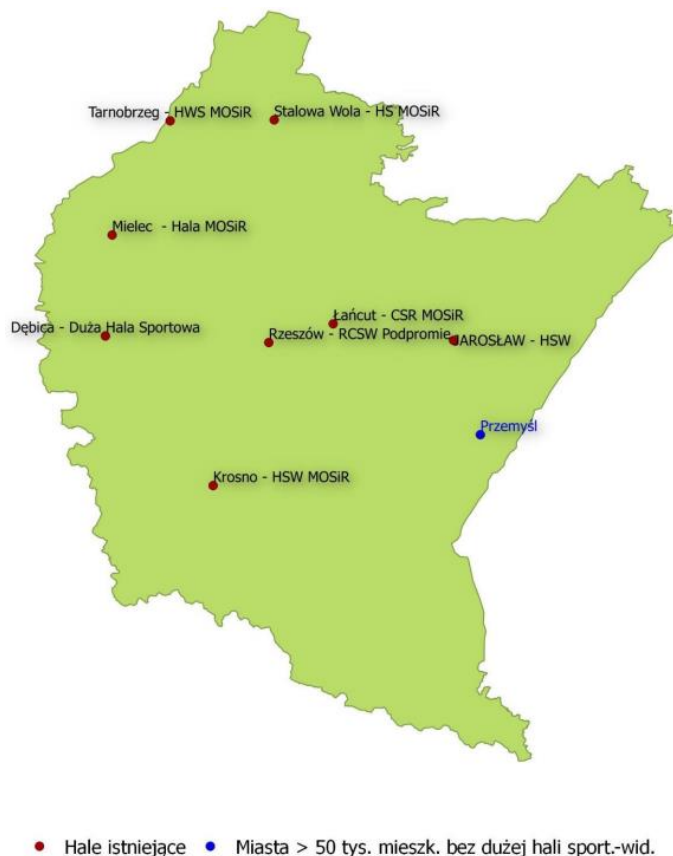 Tarnobrzeg - HWS MOSiR
Stalowa Wola - HS MOSiR
Mielec - Hala MOSiR
Łańcut - CSR MOSiR
Dębica - Duża Hala Sportowa
Rzeszów - RCSW Podpromie
JAROSŁAW - HSW
Przemyśl
Krosno - HSW MOSiR
Hale istniejące
Miasta > 50 tys. mieszk. bez dużej hali sport.-wid.